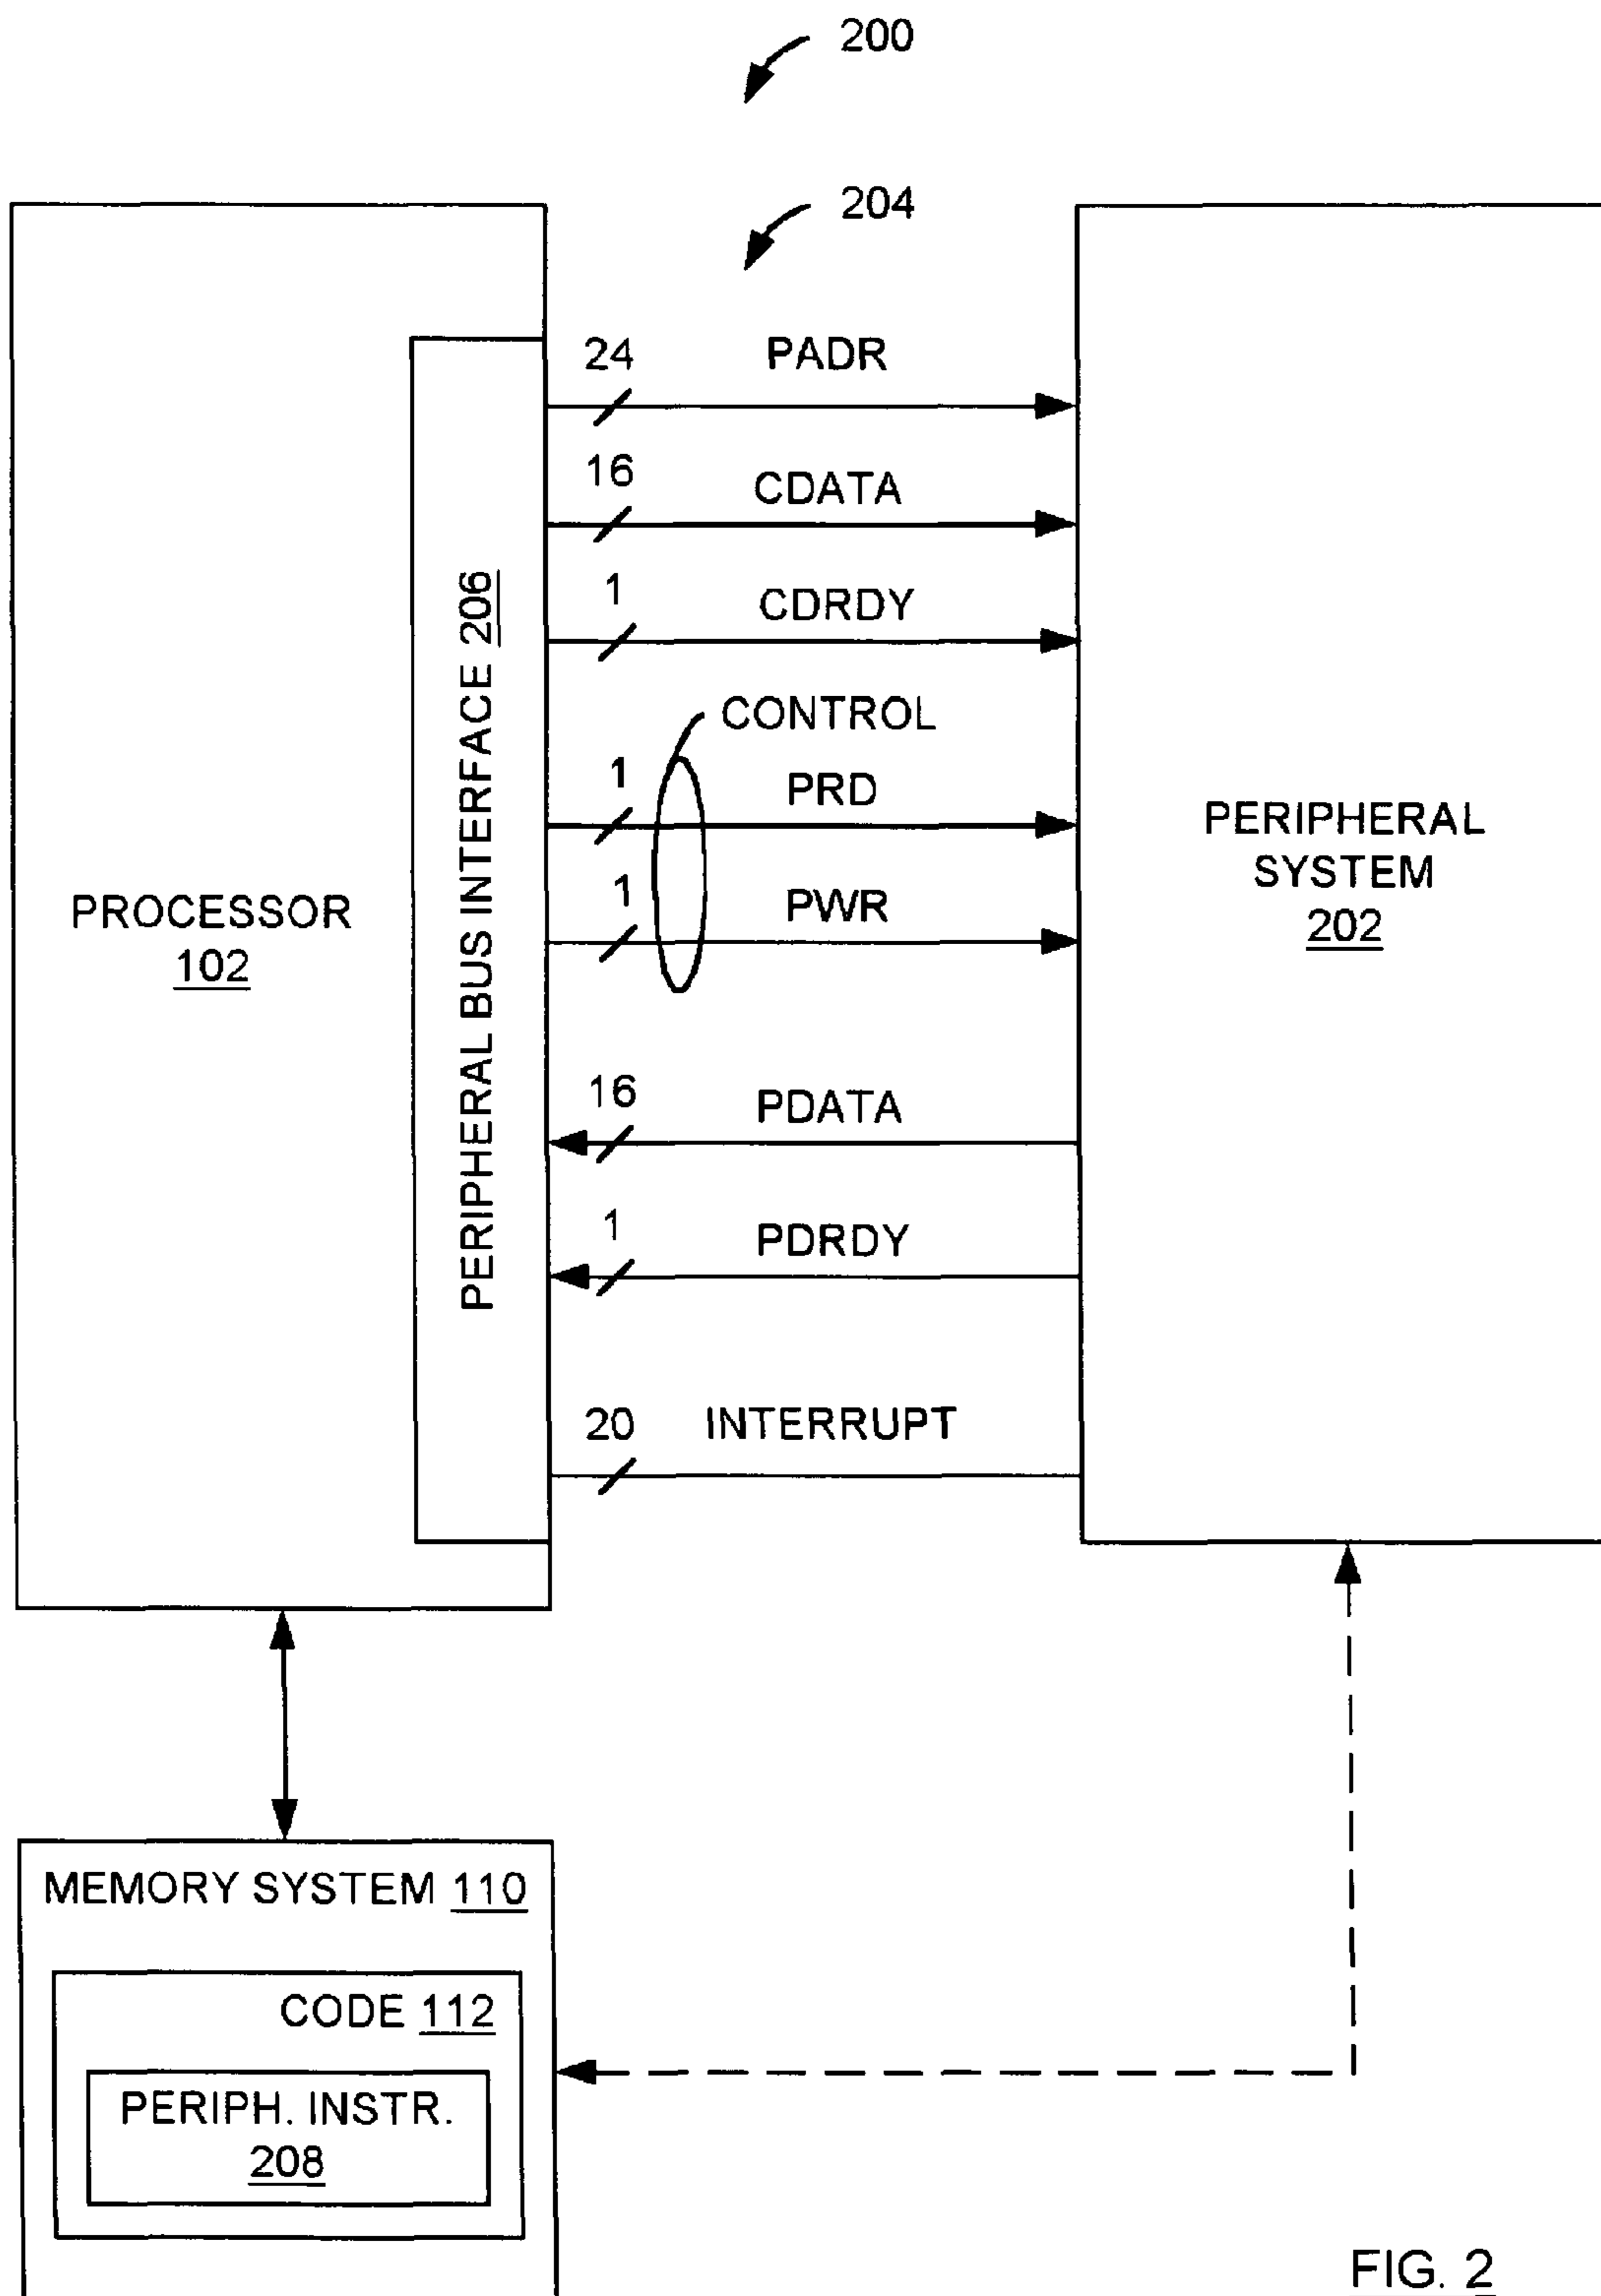 200
204
24 PADR
16 CDATA
1 CDRDY
CONTROL
1 PRD
1 PWR
16 PDATA
1 PDRDY
20 INTERRUPT
PERIPHERAL BUS INTERFACE 206
PROCESSOR
102
PERIPHERAL
SYSTEM
202
MEMORY SYSTEM 110
CODE 112
PERIPH. INSTR.
208
FIG. 2